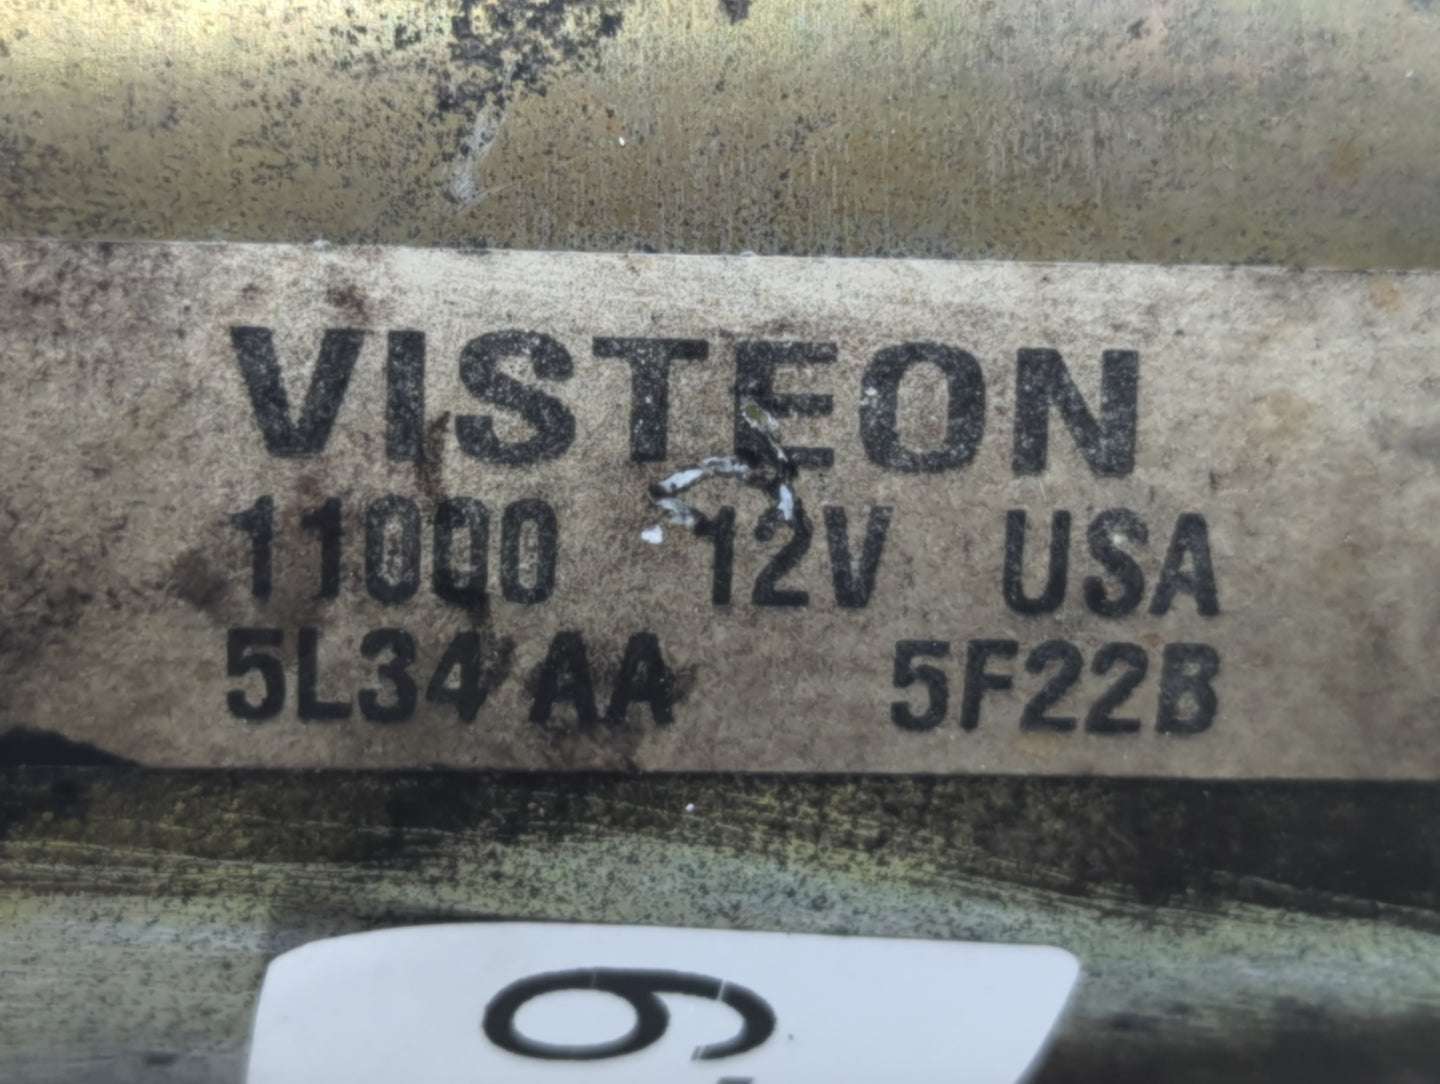 VISTEON
11000 12V USA
5L34 AA 5F22B